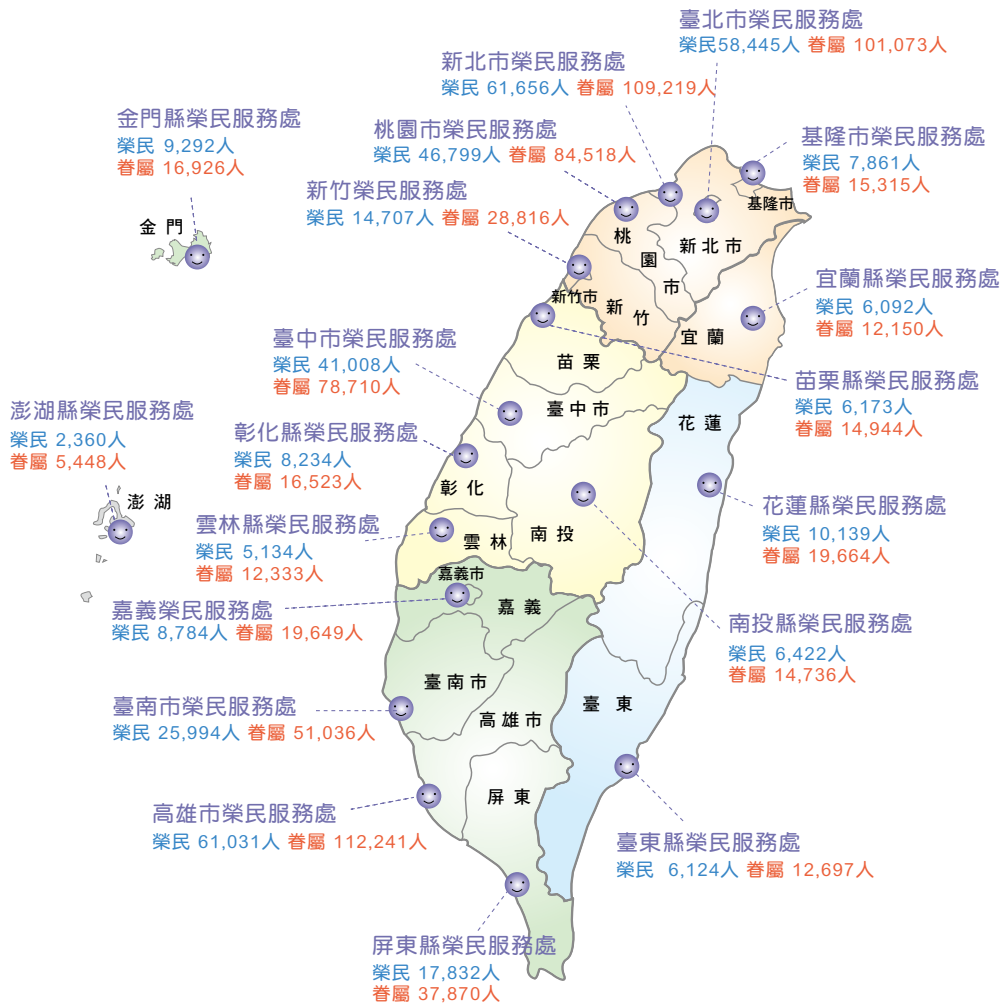 臺北市榮民服務處
榮民58,445人 眷屬 101,073人
新北市榮民服務處
榮民 61,656人 眷屬 109,219人
金門縣榮民服務處
榮民 9,292人
眷屬 16,926人
桃園市榮民服務處
榮民 46,799人 眷屬 84,518人
基隆市榮民服務處
榮民 7,861人
眷屬 15,315人
新竹榮民服務處
榮民 14,707人 眷屬 28,816人
金門
基隆市
桃園市
新北市
宜蘭縣榮民服務處
榮民 6,092人
眷屬 12,150人
新竹市
新竹
宜蘭
臺中市榮民服務處
榮民 41,008人
眷屬 78,710人
苗栗
苗栗縣榮民服務處
榮民 6,173人
眷屬 14,944人
澎湖縣榮民服務處
榮民 2,360人
眷屬 5,448人
臺中市
花蓮
彰化縣榮民服務處
榮民 8,234人
眷屬 16,523人
彰化
澎湖
花蓮縣榮民服務處
榮民 10,139人
眷屬 19,664人
雲林縣榮民服務處
榮民 5,134人
眷屬 12,333人
雲林
南投
嘉義市
嘉義
嘉義榮民服務處
榮民 8,784人 眷屬 19,649人
南投縣榮民服務處
榮民 6,422人
眷屬 14,736人
臺南市
臺南市榮民服務處
榮民 25,994人 眷屬 51,036人
高雄市
臺東
屏東
高雄市榮民服務處
榮民 61,031人 眷屬 112,241人
臺東縣榮民服務處
榮民 6,124人 眷屬 12,697人
屏東縣榮民服務處
榮民 17,832人
眷屬 37,870人